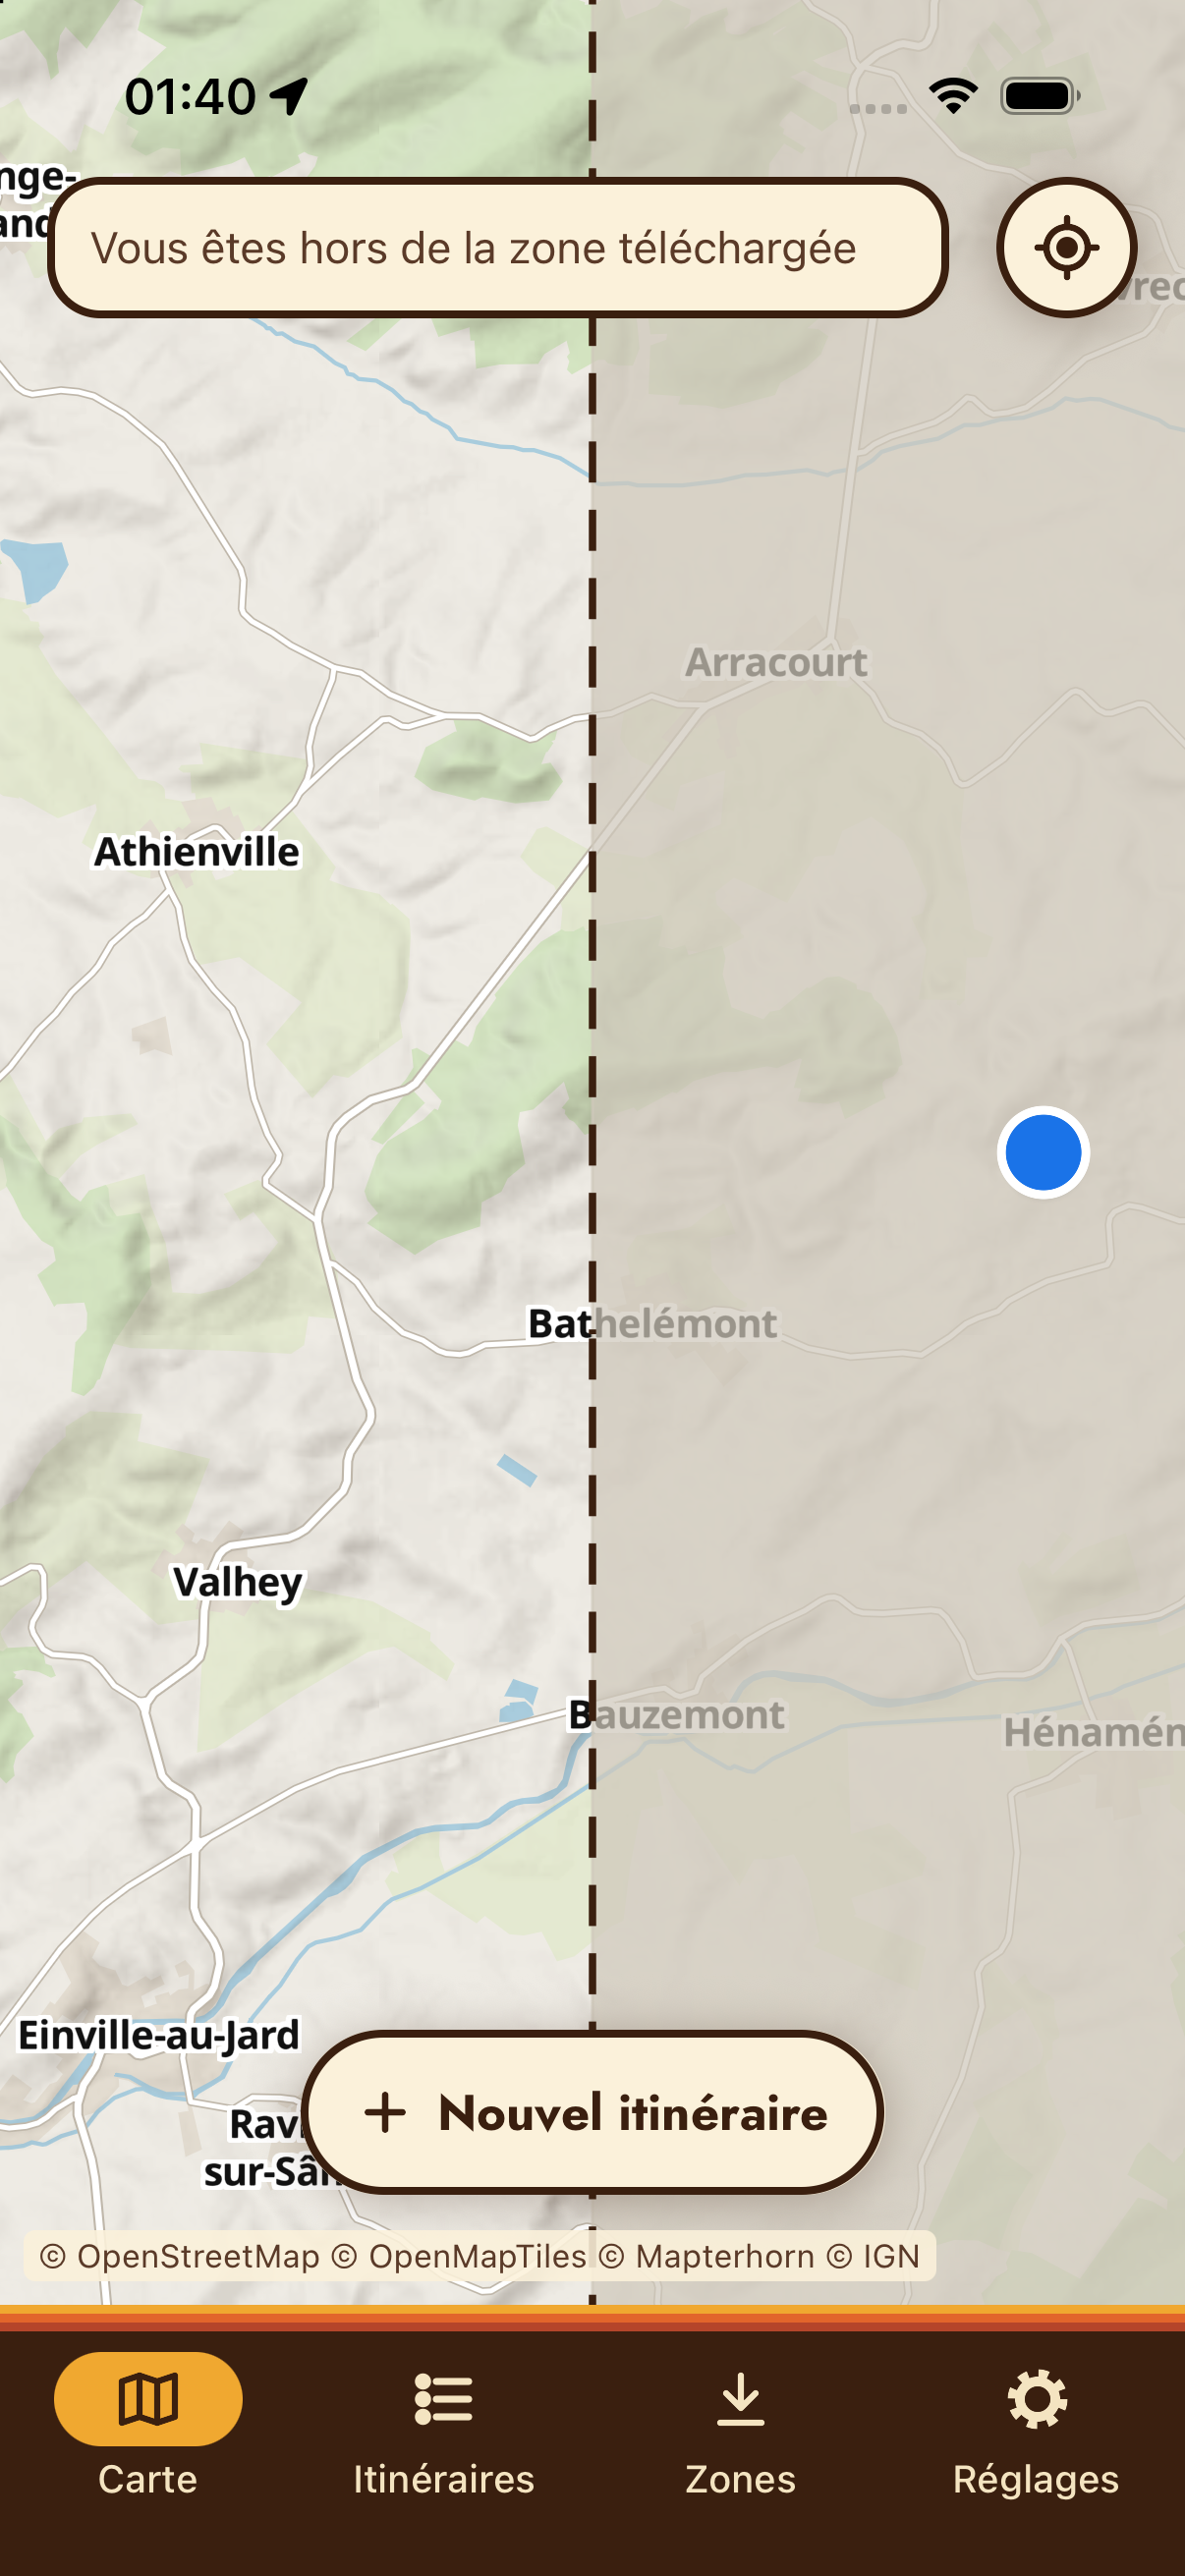 01:40
Vous êtes hors de la zone téléchargée
Arracourt
Athienville
Bathelémont
Valhey
Bauzemont
Einville-au-Jard
Nouvel itinéraire
© OpenStreetMap © OpenMapTiles © Mapterhorn © IGN
Carte
Itinéraires
Zones
Réglages